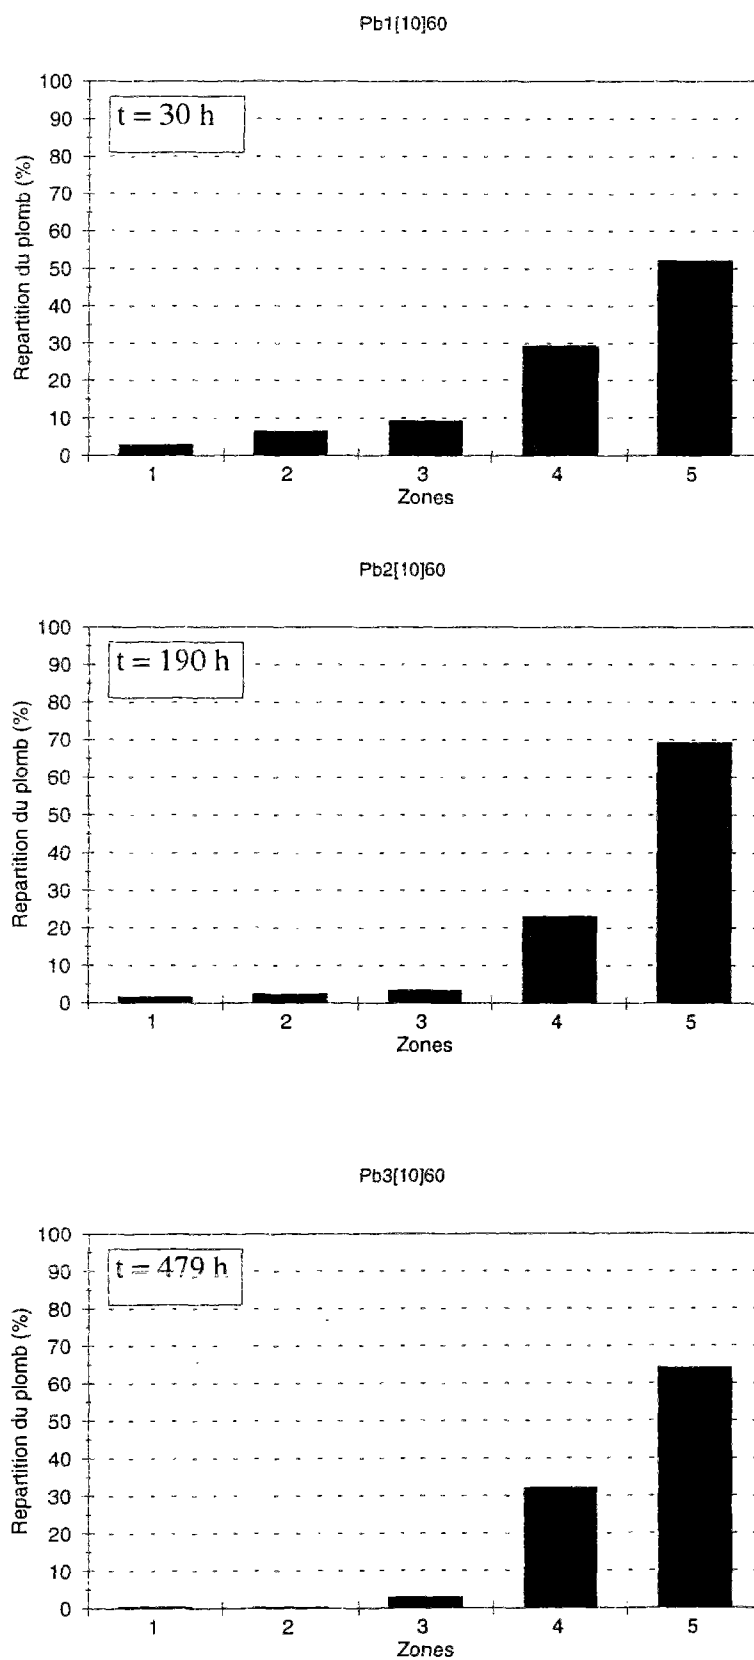 Pb1[10]60
t = 30 h
Repartition du plomb (%)
100
90
80
70
60
50
40
30
20
10
0
1 2 3 4 5
Zones
Pb2[10]60
t = 190 h
Repartition du plomb (%)
100
90
80
70
60
50
40
30
20
10
0
1 2 3 4 5
Zones
Pb3[10]60
t = 479 h
Repartition du plomb (%)
100
90
80
70
60
50
40
30
20
10
0
1 2 3 4 5
Zones